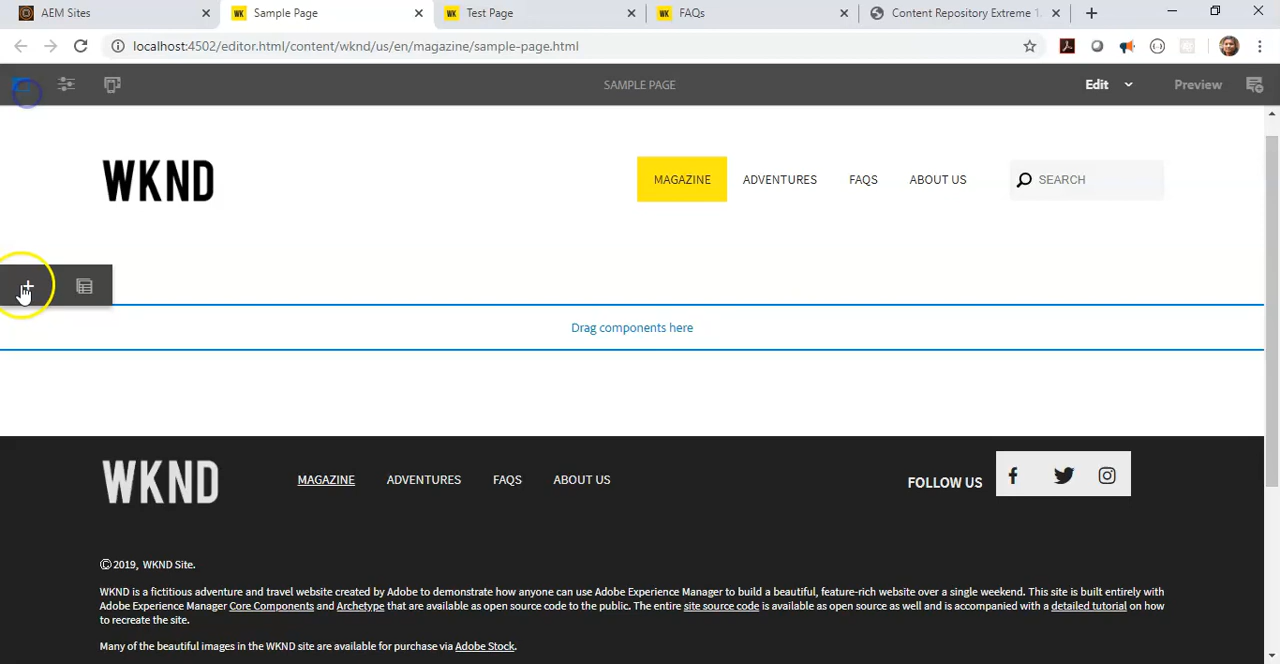 AEM Sites
WK Sample Page
WK Test Page
WK FAQs
Content Repository Extreme 1.
localhost:4502/editor.html/content/wknd/us/en/magazine/sample-page.html
SAMPLE PAGE
Edit
Preview
WKND
MAGAZINE
ADVENTURES
FAQS
ABOUT US
SEARCH
Drag components here
WKND
MAGAZINE
ADVENTURES
FAQS
ABOUT US
FOLLOW US
© 2019, WKND Site.
WKND is a fictitious adventure and travel website created by Adobe to demonstrate how anyone can use Adobe Experience Manager to build a beautiful, feature-rich website over a single weekend. This site is built entirely with
Adobe Experience Manager Core Components and Archetype that are available as open source code to the public. The entire site source code is available as open source as well and is accompanied with a detailed tutorial on how
to recreate the site.
Many of the beautiful images in the WKND site are available for purchase via Adobe Stock.